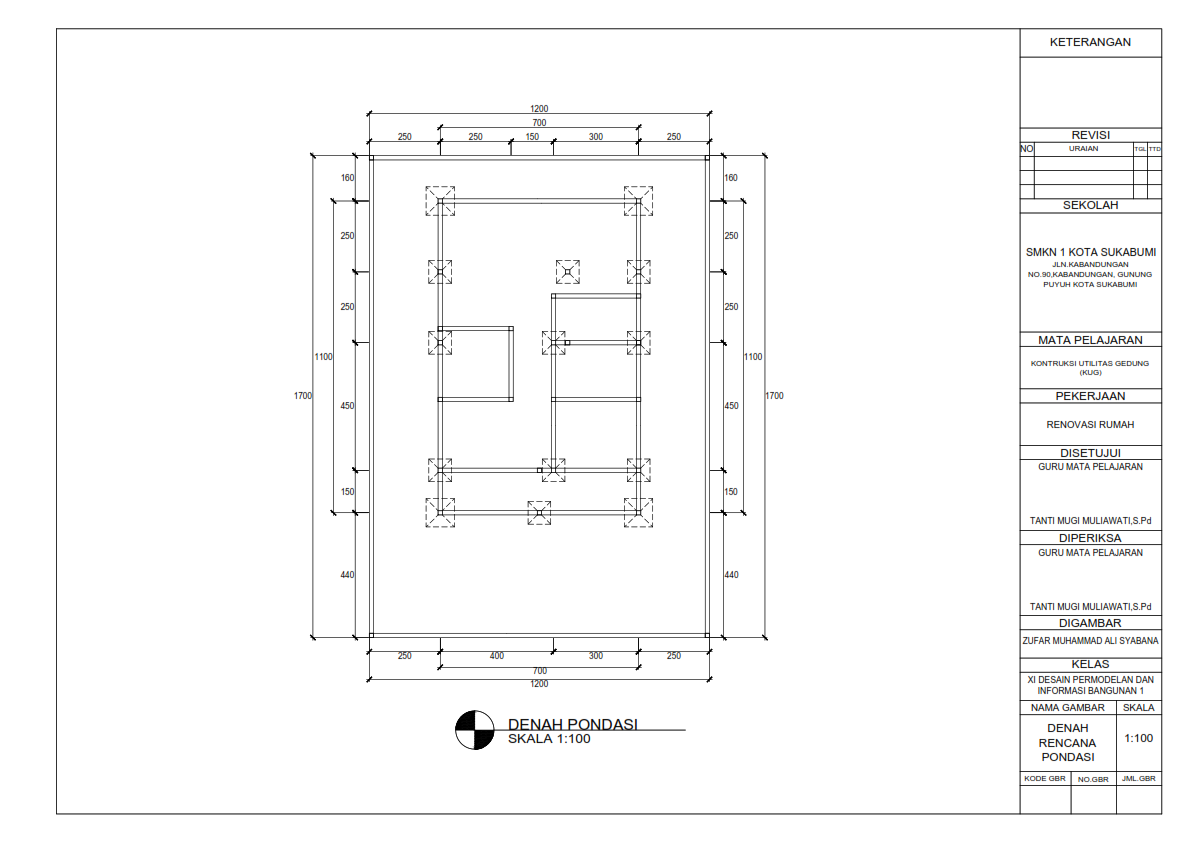 1200
700
250 250 150 300 250
160 160
250 250
250 250
1100 1100
1700 1700
450 450
150 150
440 440
250 400 300 250
700
1200
DENAH PONDASI
SKALA 1:100
KETERANGAN
REVISI
NO URAIAN TGL TTD
SEKOLAH
SMKN 1 KOTA SUKABUMI
JLN.KABANDUNGAN
NO.90,KABANDUNGAN, GUNUNG
PUYUH KOTA SUKABUMI
MATA PELAJARAN
KONTRUKSI UTILITAS GEDUNG
(KUG)
PEKERJAAN
RENOVASI RUMAH
DISETUJUI
GURU MATA PELAJARAN
TANTI MUGI MULIAWATI,S.Pd
DIPERIKSA
GURU MATA PELAJARAN
TANTI MUGI MULIAWATI,S.Pd
DIGAMBAR
ZUFAR MUHAMMAD ALI SYABANA
KELAS
XI DESAIN PERMODELAN DAN
INFORMASI BANGUNAN 1
NAMA GAMBAR SKALA
DENAH
RENCANA
PONDASI
1:100
KODE GBR NO.GBR JML.GBR